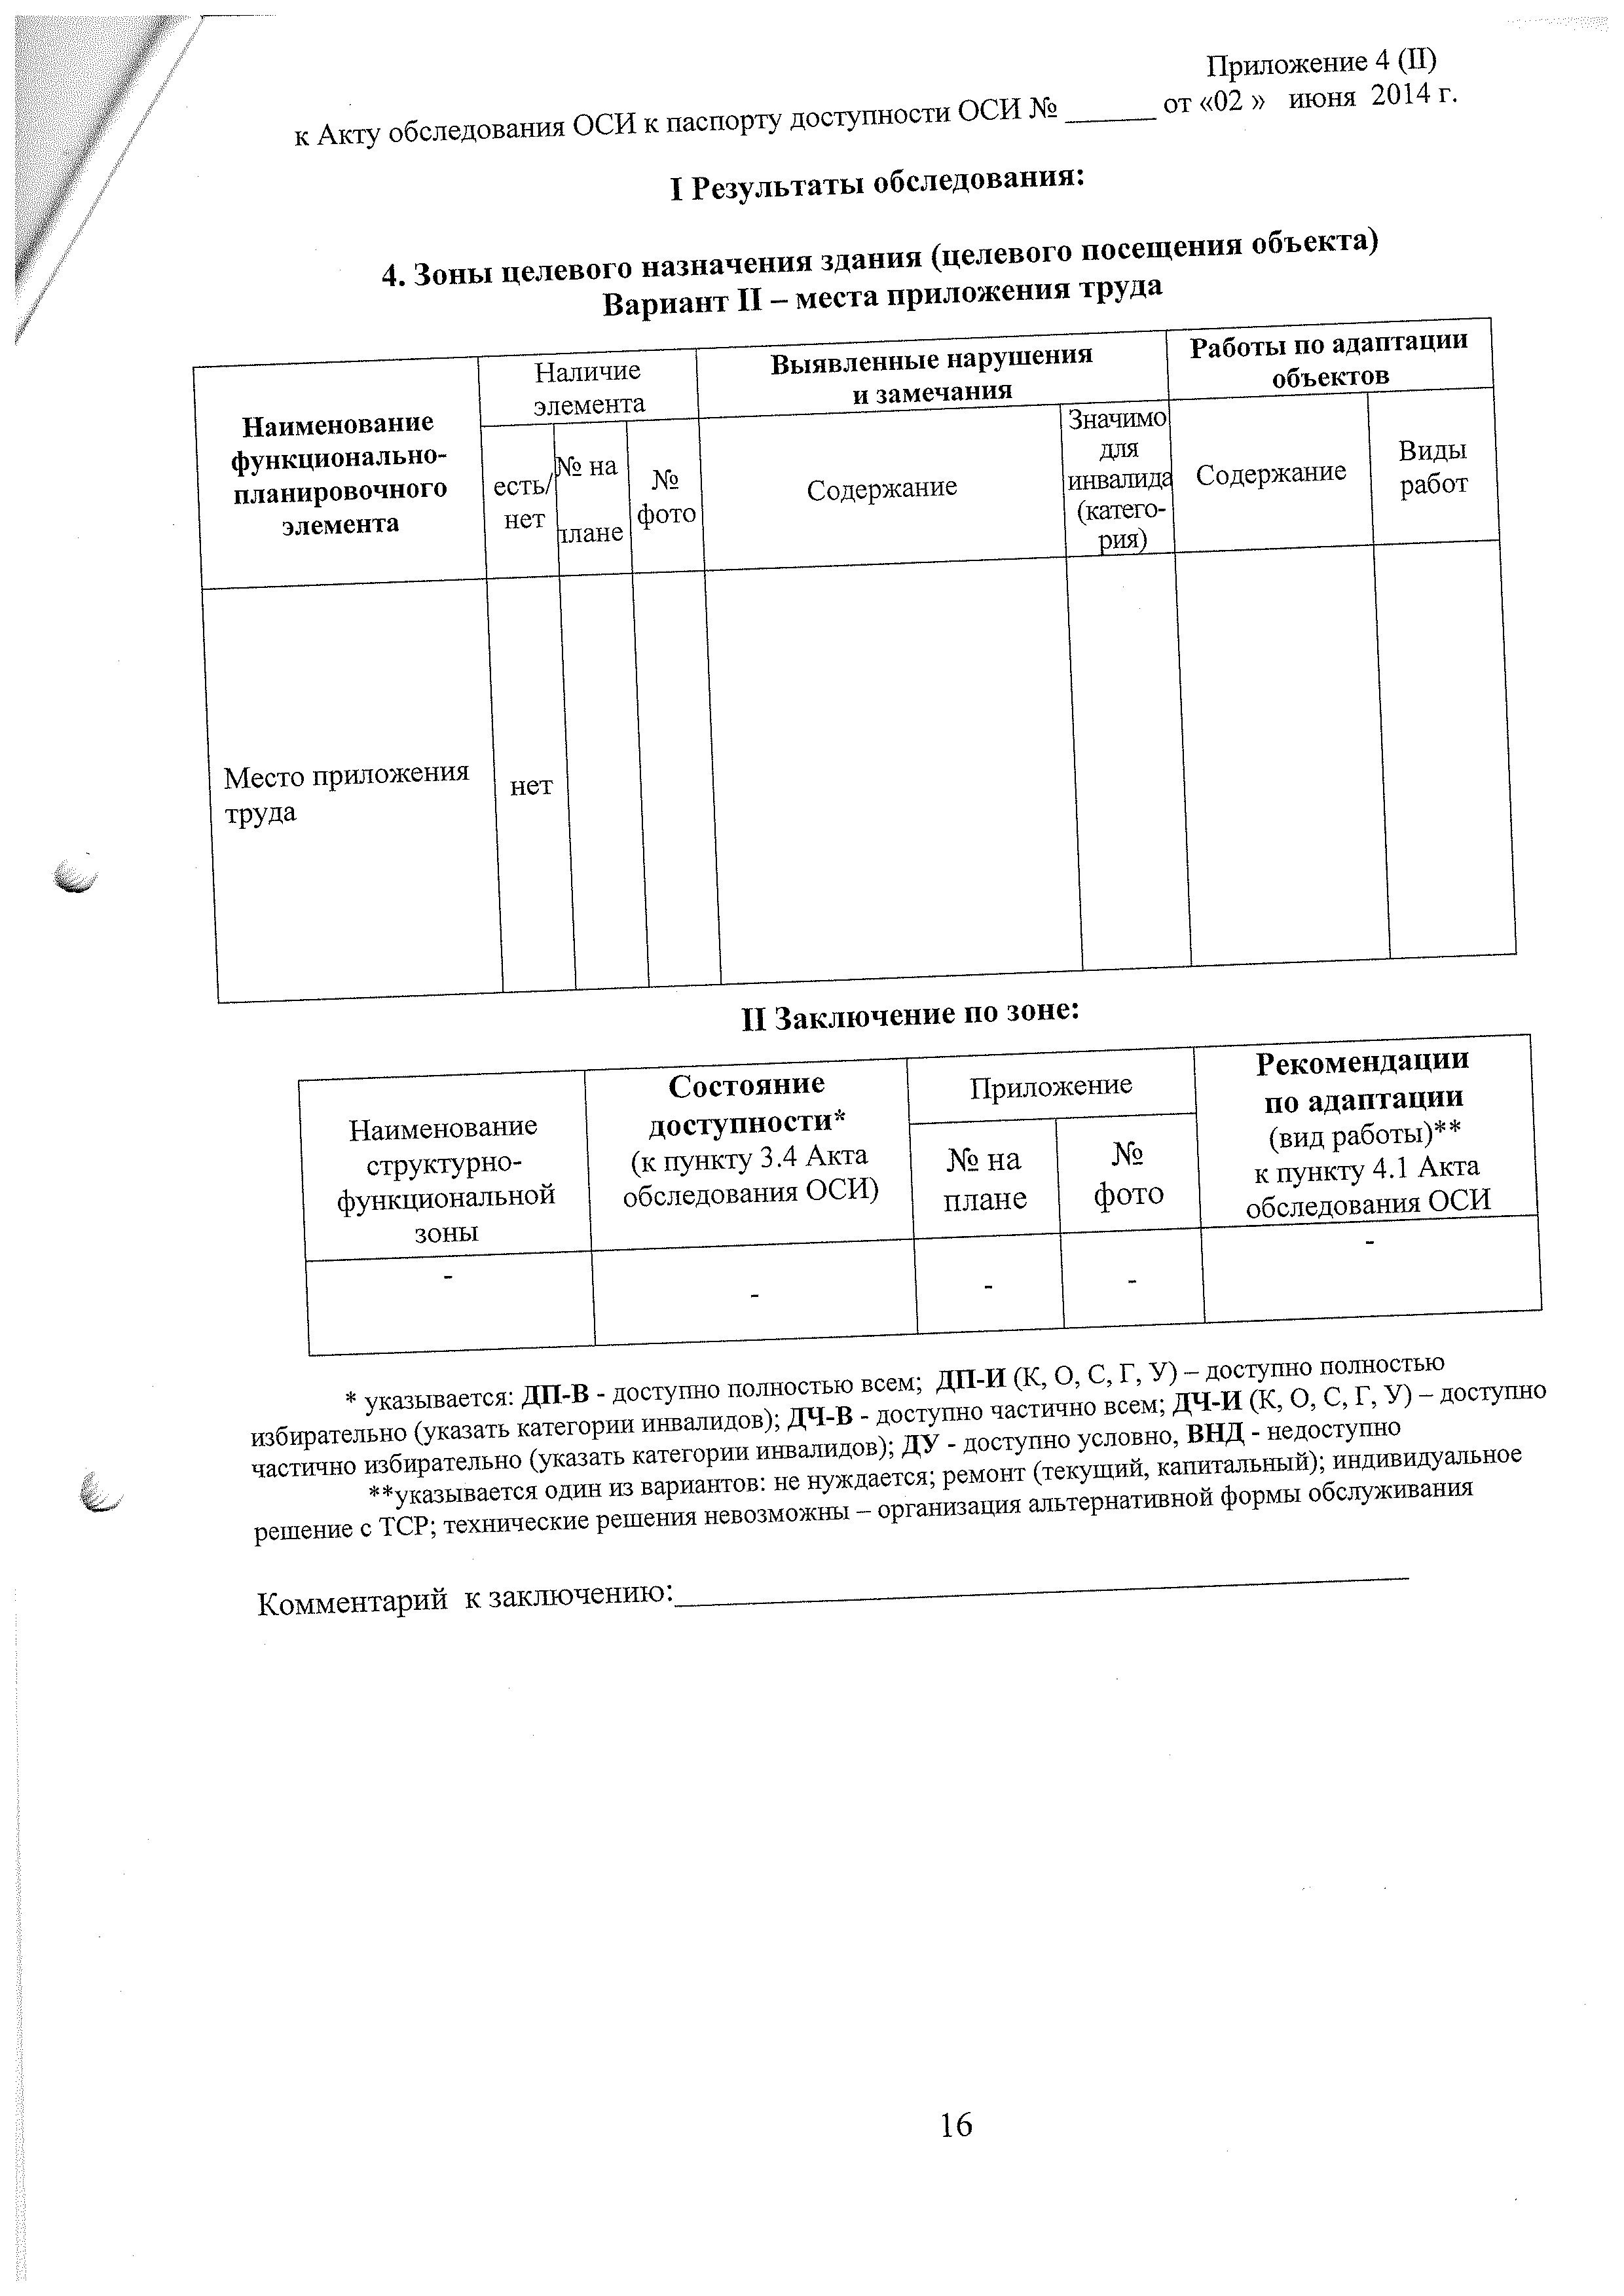 Приложение 4 (II)
к Акту обследования ОСИ к паспорту доступности ОСИ № _______ от «02 » июня 2014 г.
I Результаты обследования:
4. Зоны целевого назначения здания (целевого посещения объекта)
Вариант II – места приложения труда
Наименование
функционально-
планировочного
элемента
Наличие
элемента
есть/
нет
№ на
плане
№
фото
Выявленные нарушения
и замечания
Содержание
Значимо
для
инвалида
(катего-
рия)
Работы по адаптации
объектов
Содержание
Виды
работ
Место приложения
труда
нет
II Заключение по зоне:
Наименование
структурно-
функциональной
зоны
Состояние
доступности*
(к пункту 3.4 Акта
обследования ОСИ)
Приложение
№ на
плане
№
фото
Рекомендации
по адаптации
(вид работы)**
к пункту 4.1 Акта
обследования ОСИ
- - - - -
* указывается: ДП-В - доступно полностью всем; ДП-И (К, О, С, Г, У) – доступно полностью
избирательно (указать категории инвалидов); ДЧ-В - доступно частично всем; ДЧ-И (К, О, С, Г, У) – доступно
частично избирательно (указать категории инвалидов); ДУ - доступно условно, ВНД - недоступно
**указывается один из вариантов: не нуждается; ремонт (текущий, капитальный); индивидуальное
решение с ТСР; технические решения невозможны – организация альтернативной формы обслуживания
Комментарий к заключению:_______________________________________________
16